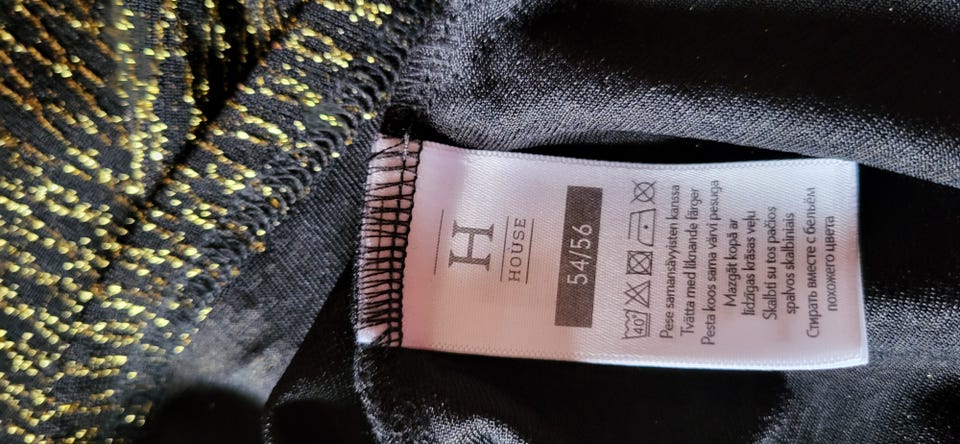 H
HOUSE
54/56
40°
Pese samansävyisten kanssa
Tvätta med liknande färger
Pesta koos sama värvi pesuga
Mazgāt kopā ar
līdzīgas krāsas veļu
Skalbti su tos pačios
spalvos skalbiniais
Стирать вместе с бельём
похожего цвета